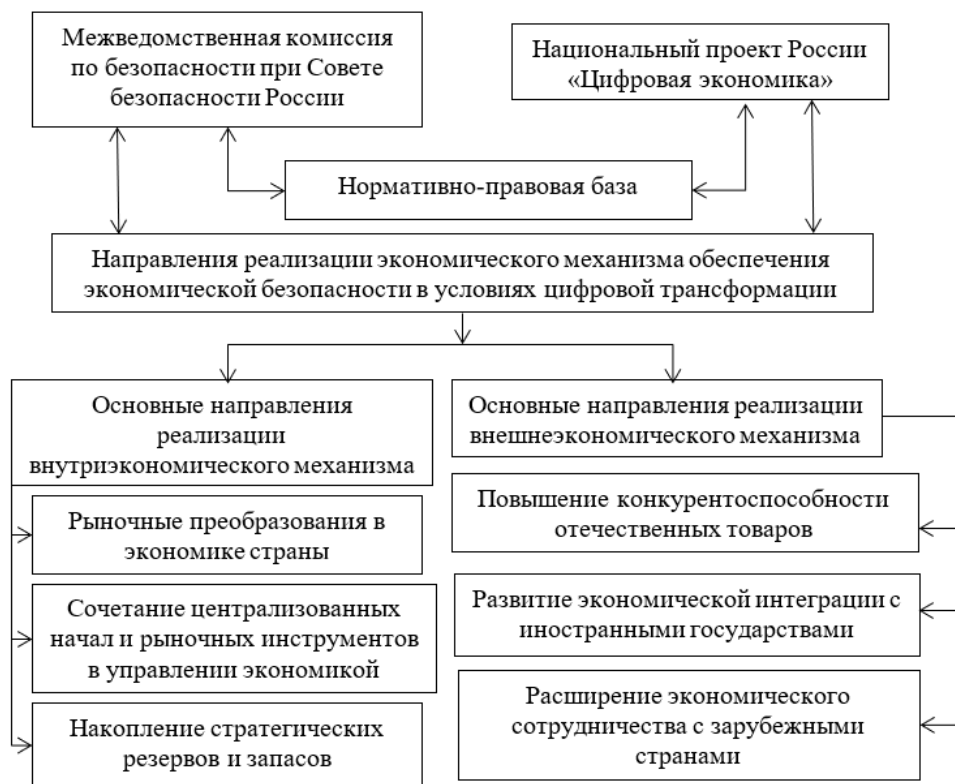 Межведомственная комиссия
по безопасности при Совете
безопасности России
Национальный проект России
«Цифровая экономика»
Нормативно-правовая база
Направления реализации экономического механизма обеспечения
экономической безопасности в условиях цифровой трансформации
Основные направления
реализации
внутриэкономического механизма
Основные направления реализации
внешнеэкономического механизма
Рыночные преобразования в
экономике страны
Сочетание централизованных
начал и рыночных инструментов
в управлении экономикой
Накопление стратегических
резервов и запасов
Повышение конкурентоспособности
отечественных товаров
Развитие экономической интеграции с
иностранными государствами
Расширение экономического
сотрудничества с зарубежными
странами